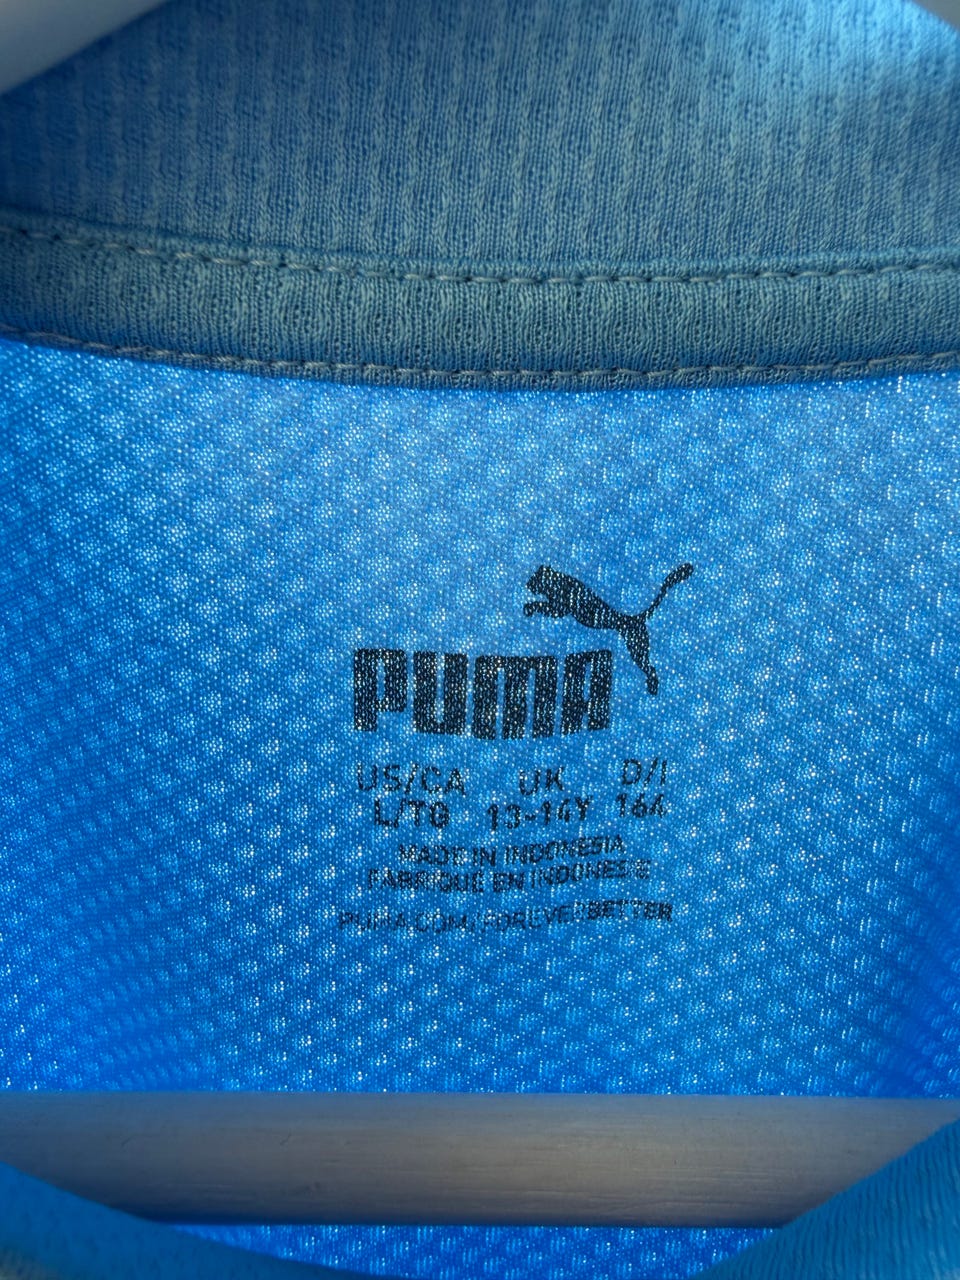 PUMA
US/CA UK D/I
L/TG 13-14Y 164
MADE IN INDONESIA
FABRIQUÉ EN INDONÉSIE
PUMA.COM/FOREVERBETTER